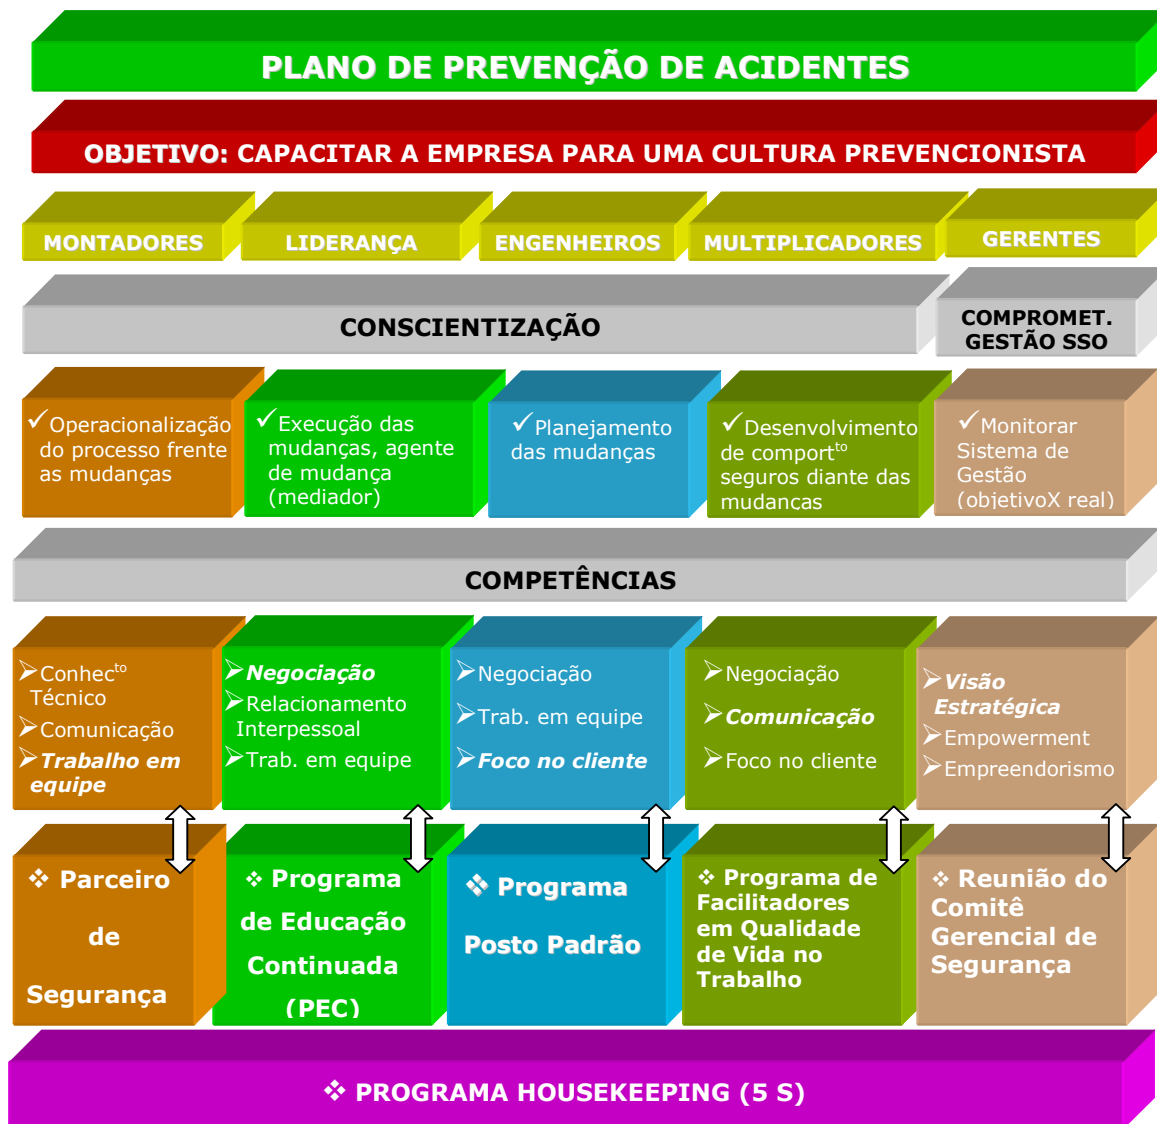 PLANO DE PREVENÇÃO DE ACIDENTES
OBJETIVO: CAPACITAR A EMPRESA PARA UMA CULTURA PREVENCIONISTA
MONTADORES
LIDERANÇA
ENGENHEIROS
MULTIPLICADORES
GERENTES
CONSCIENTIZAÇÃO
COMPROMET.
GESTÃO SSO
✓Operacionalização
do processo frente
as mudanças
✓Execução das
mudanças, agente
de mudança
(mediador)
✓Planejamento
das mudanças
✓Desenvolvimento
de comportto
seguros diante das
mudancas
✓Monitorar
Sistema de
Gestão
(objetivoX real)
COMPETÊNCIAS
➢Conhecto
Técnico
➢Comunicação
➢Trabalho em
equipe
➢Negociação
➢Relacionamento
Interpessoal
➢Trab. em equipe
➢Negociação
➢Trab. em equipe
➢Foco no cliente
➢Negociação
➢Comunicação
➢Foco no cliente
➢Visão
Estratégica
➢Empowerment
➢Empreendorismo
❖ Parceiro
de
Segurança
❖ Programa
de Educação
Continuada
(PEC)
❖ Programa
Posto Padrão
❖ Programa de
Facilitadores
em Qualidade
de Vida no
Trabalho
❖ Reunião do
Comitê
Gerencial de
Segurança
❖ PROGRAMA HOUSEKEEPING (5 S)